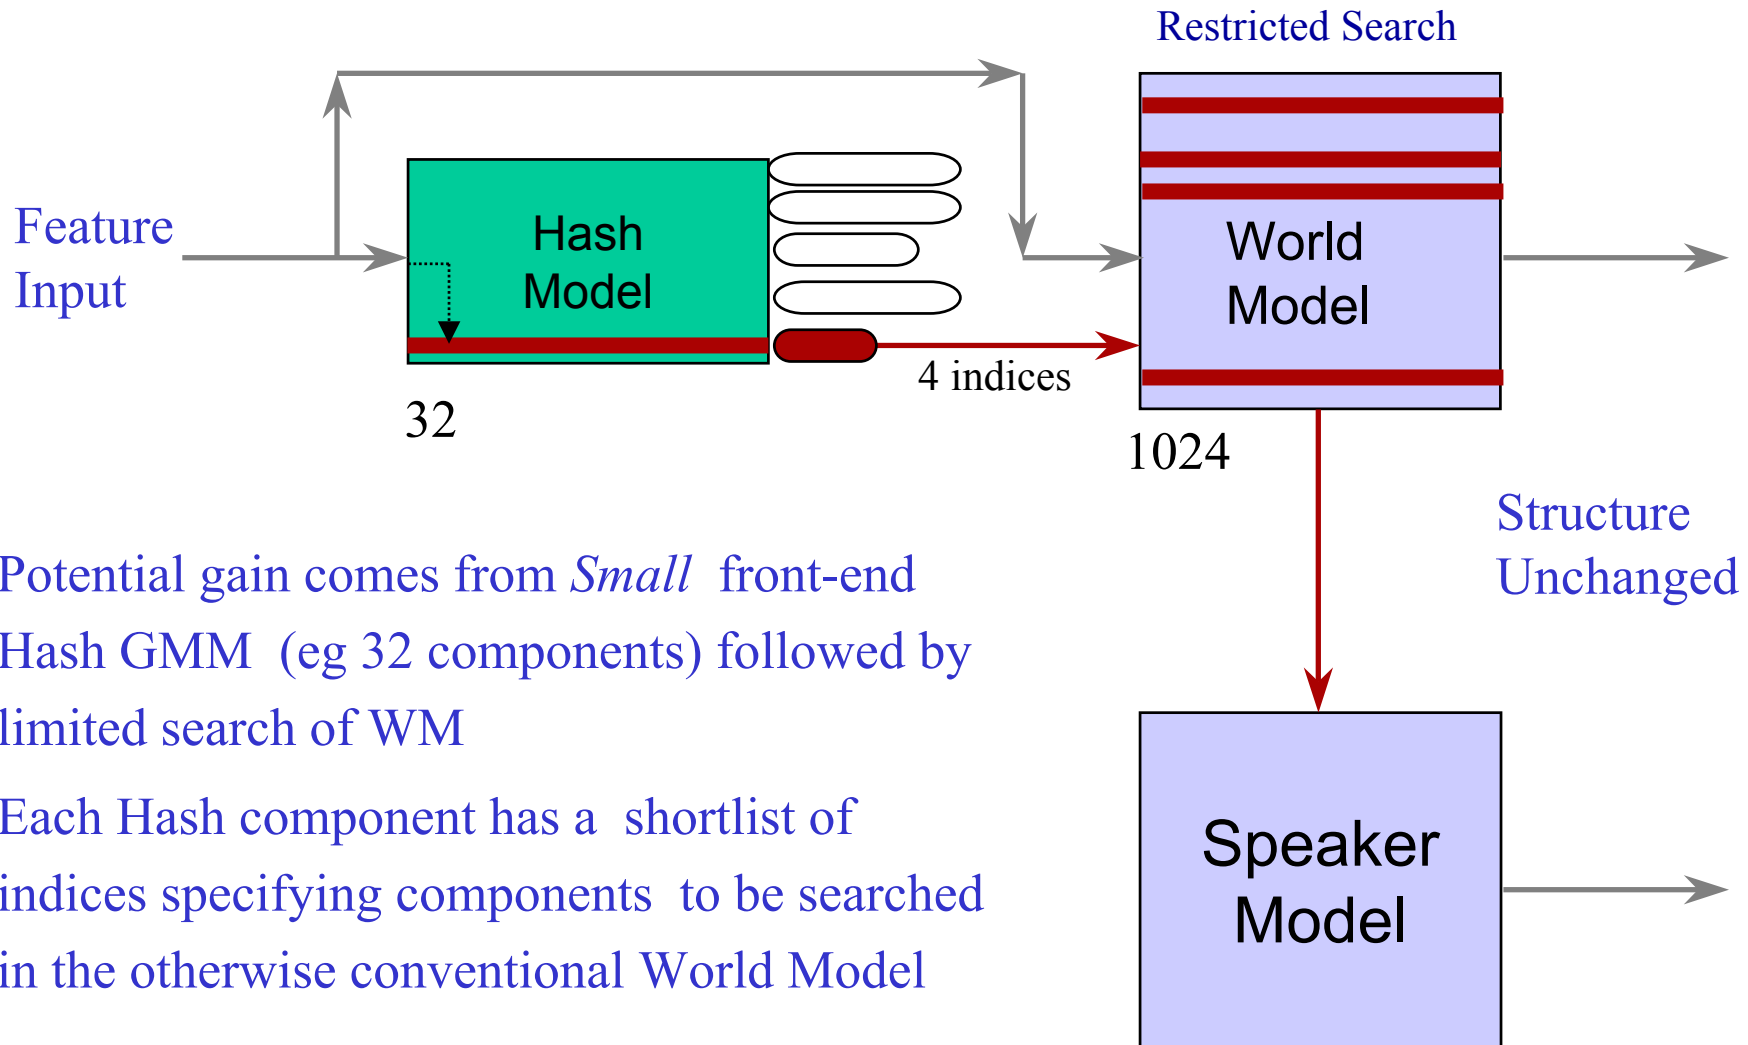 Restricted Search
Feature
Input
Hash
Model
World
Model
4 indices
32
1024
Structure
Unchanged
Potential gain comes from Small front-end
Hash GMM (eg 32 components) followed by
limited search of WM
Each Hash component has a shortlist of
indices specifying components to be searched
in the otherwise conventional World Model
Speaker
Model